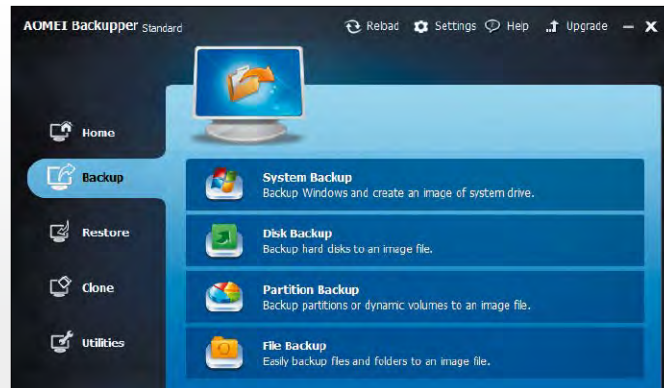 AOMEI Backupper Standard
Reload Settings Help Upgrade
Home
Backup
Restore
Clone
Utilities
System Backup
Backup Windows and create an image of system drive.
Disk Backup
Backup hard disks to an image file.
Partition Backup
Backup partitions or dynamic volumes to an image file.
File Backup
Easily backup files and folders to an image file.